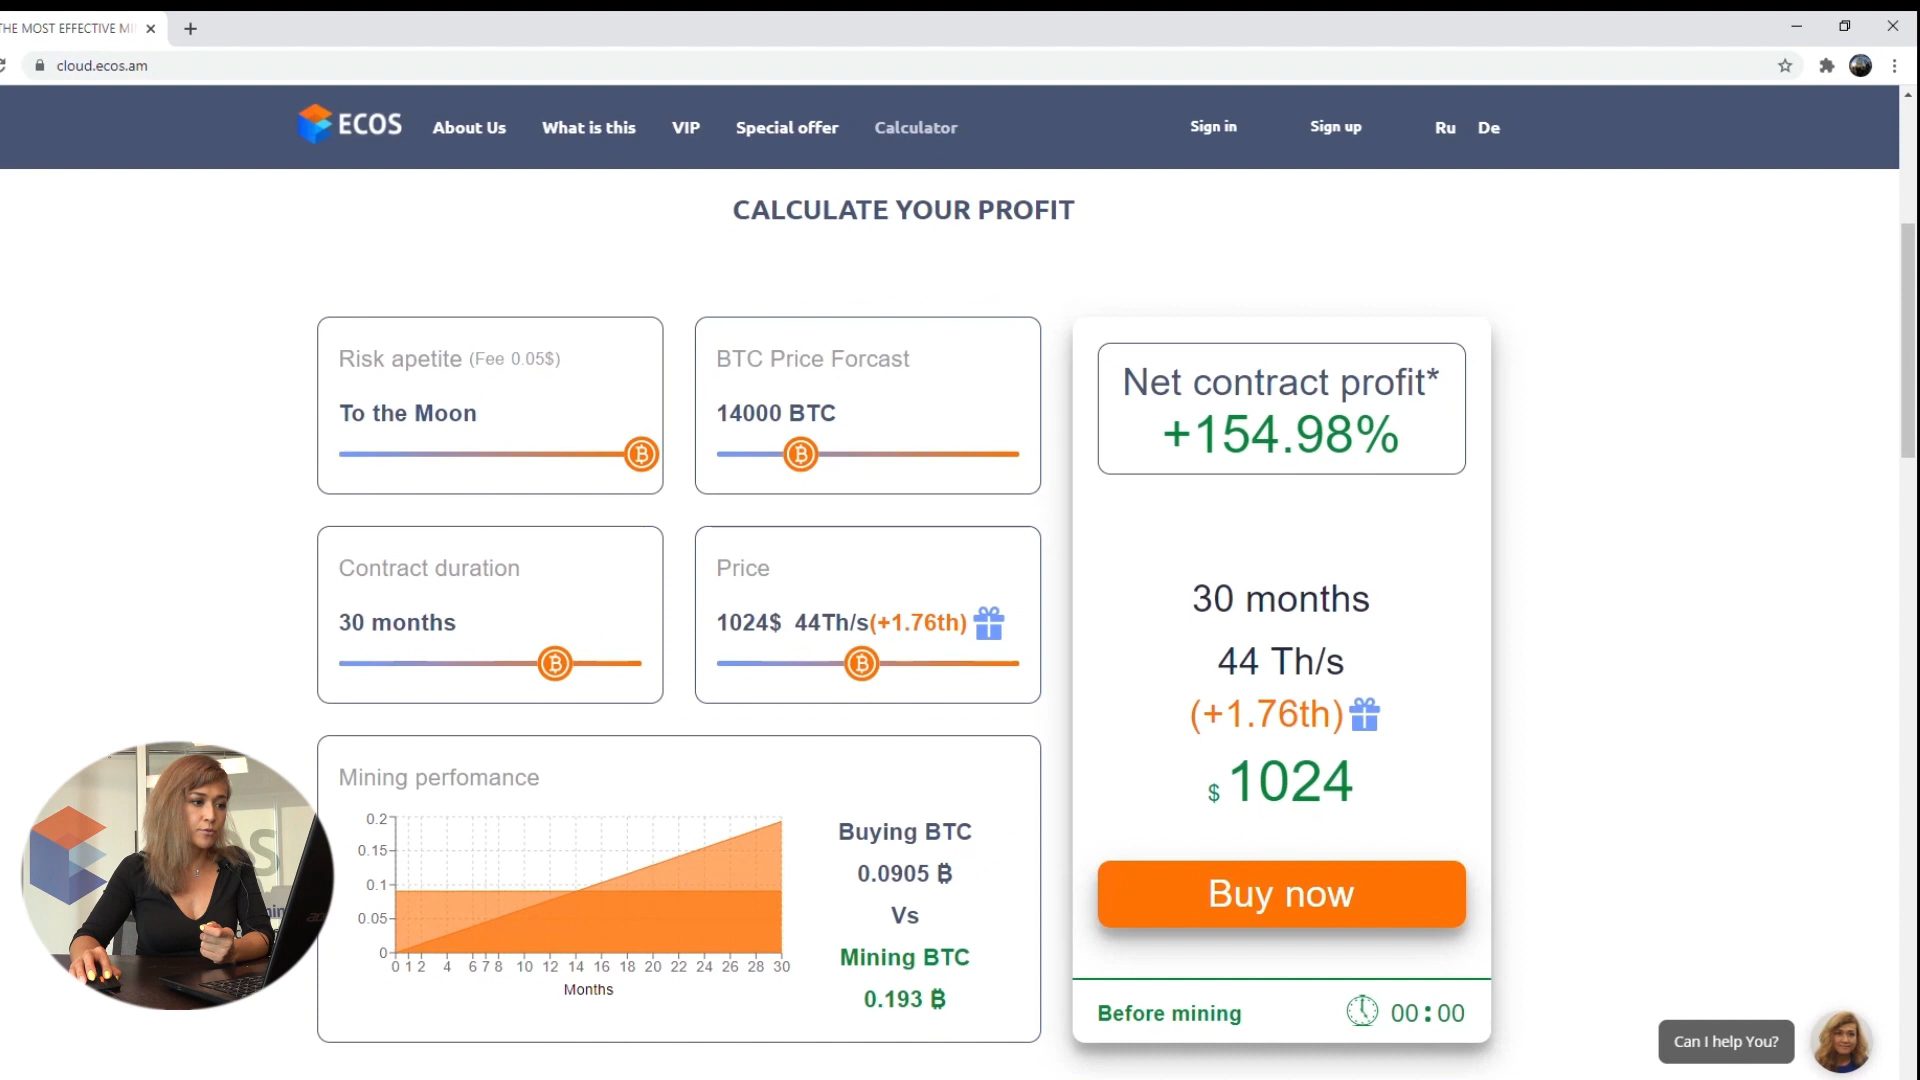 THE MOST EFFECTIVE MI
cloud.ecos.am
ECOS About Us What is this VIP Special offer Calculator Sign in Sign up Ru De
CALCULATE YOUR PROFIT
Risk apetite (Fee 0.05$)
To the Moon
BTC Price Forcast
14000 BTC
Contract duration
30 months
Price
1024$ 44Th/s(+1.76th)
Net contract profit*
+154.98%
30 months
44 Th/s
(+1.76th)
$ 1024
Buy now
Before mining 00:00
Mining perfomance
0.2
0.15
0.1
0.05
0
0 1 2 4 6 7 8 10 12 14 16 18 20 22 24 26 28 30
Months
Buying BTC
0.0905 ₿
Vs
Mining BTC
0.193 ₿
Can I help You?